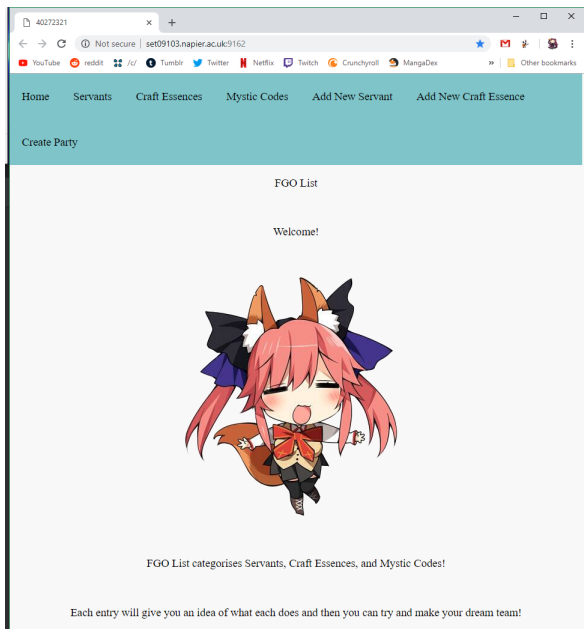 40272321
Not secure | set09103.napier.ac.uk:9162
YouTube reddit /c/ Tumblr Twitter Netflix Twitch Crunchyroll MangaDex » Other bookmarks
Home Servants Craft Essences Mystic Codes Add New Servant Add New Craft Essence
Create Party
FGO List
Welcome!
FGO List categorises Servants, Craft Essences, and Mystic Codes!
Each entry will give you an idea of what each does and then you can try and make your dream team!